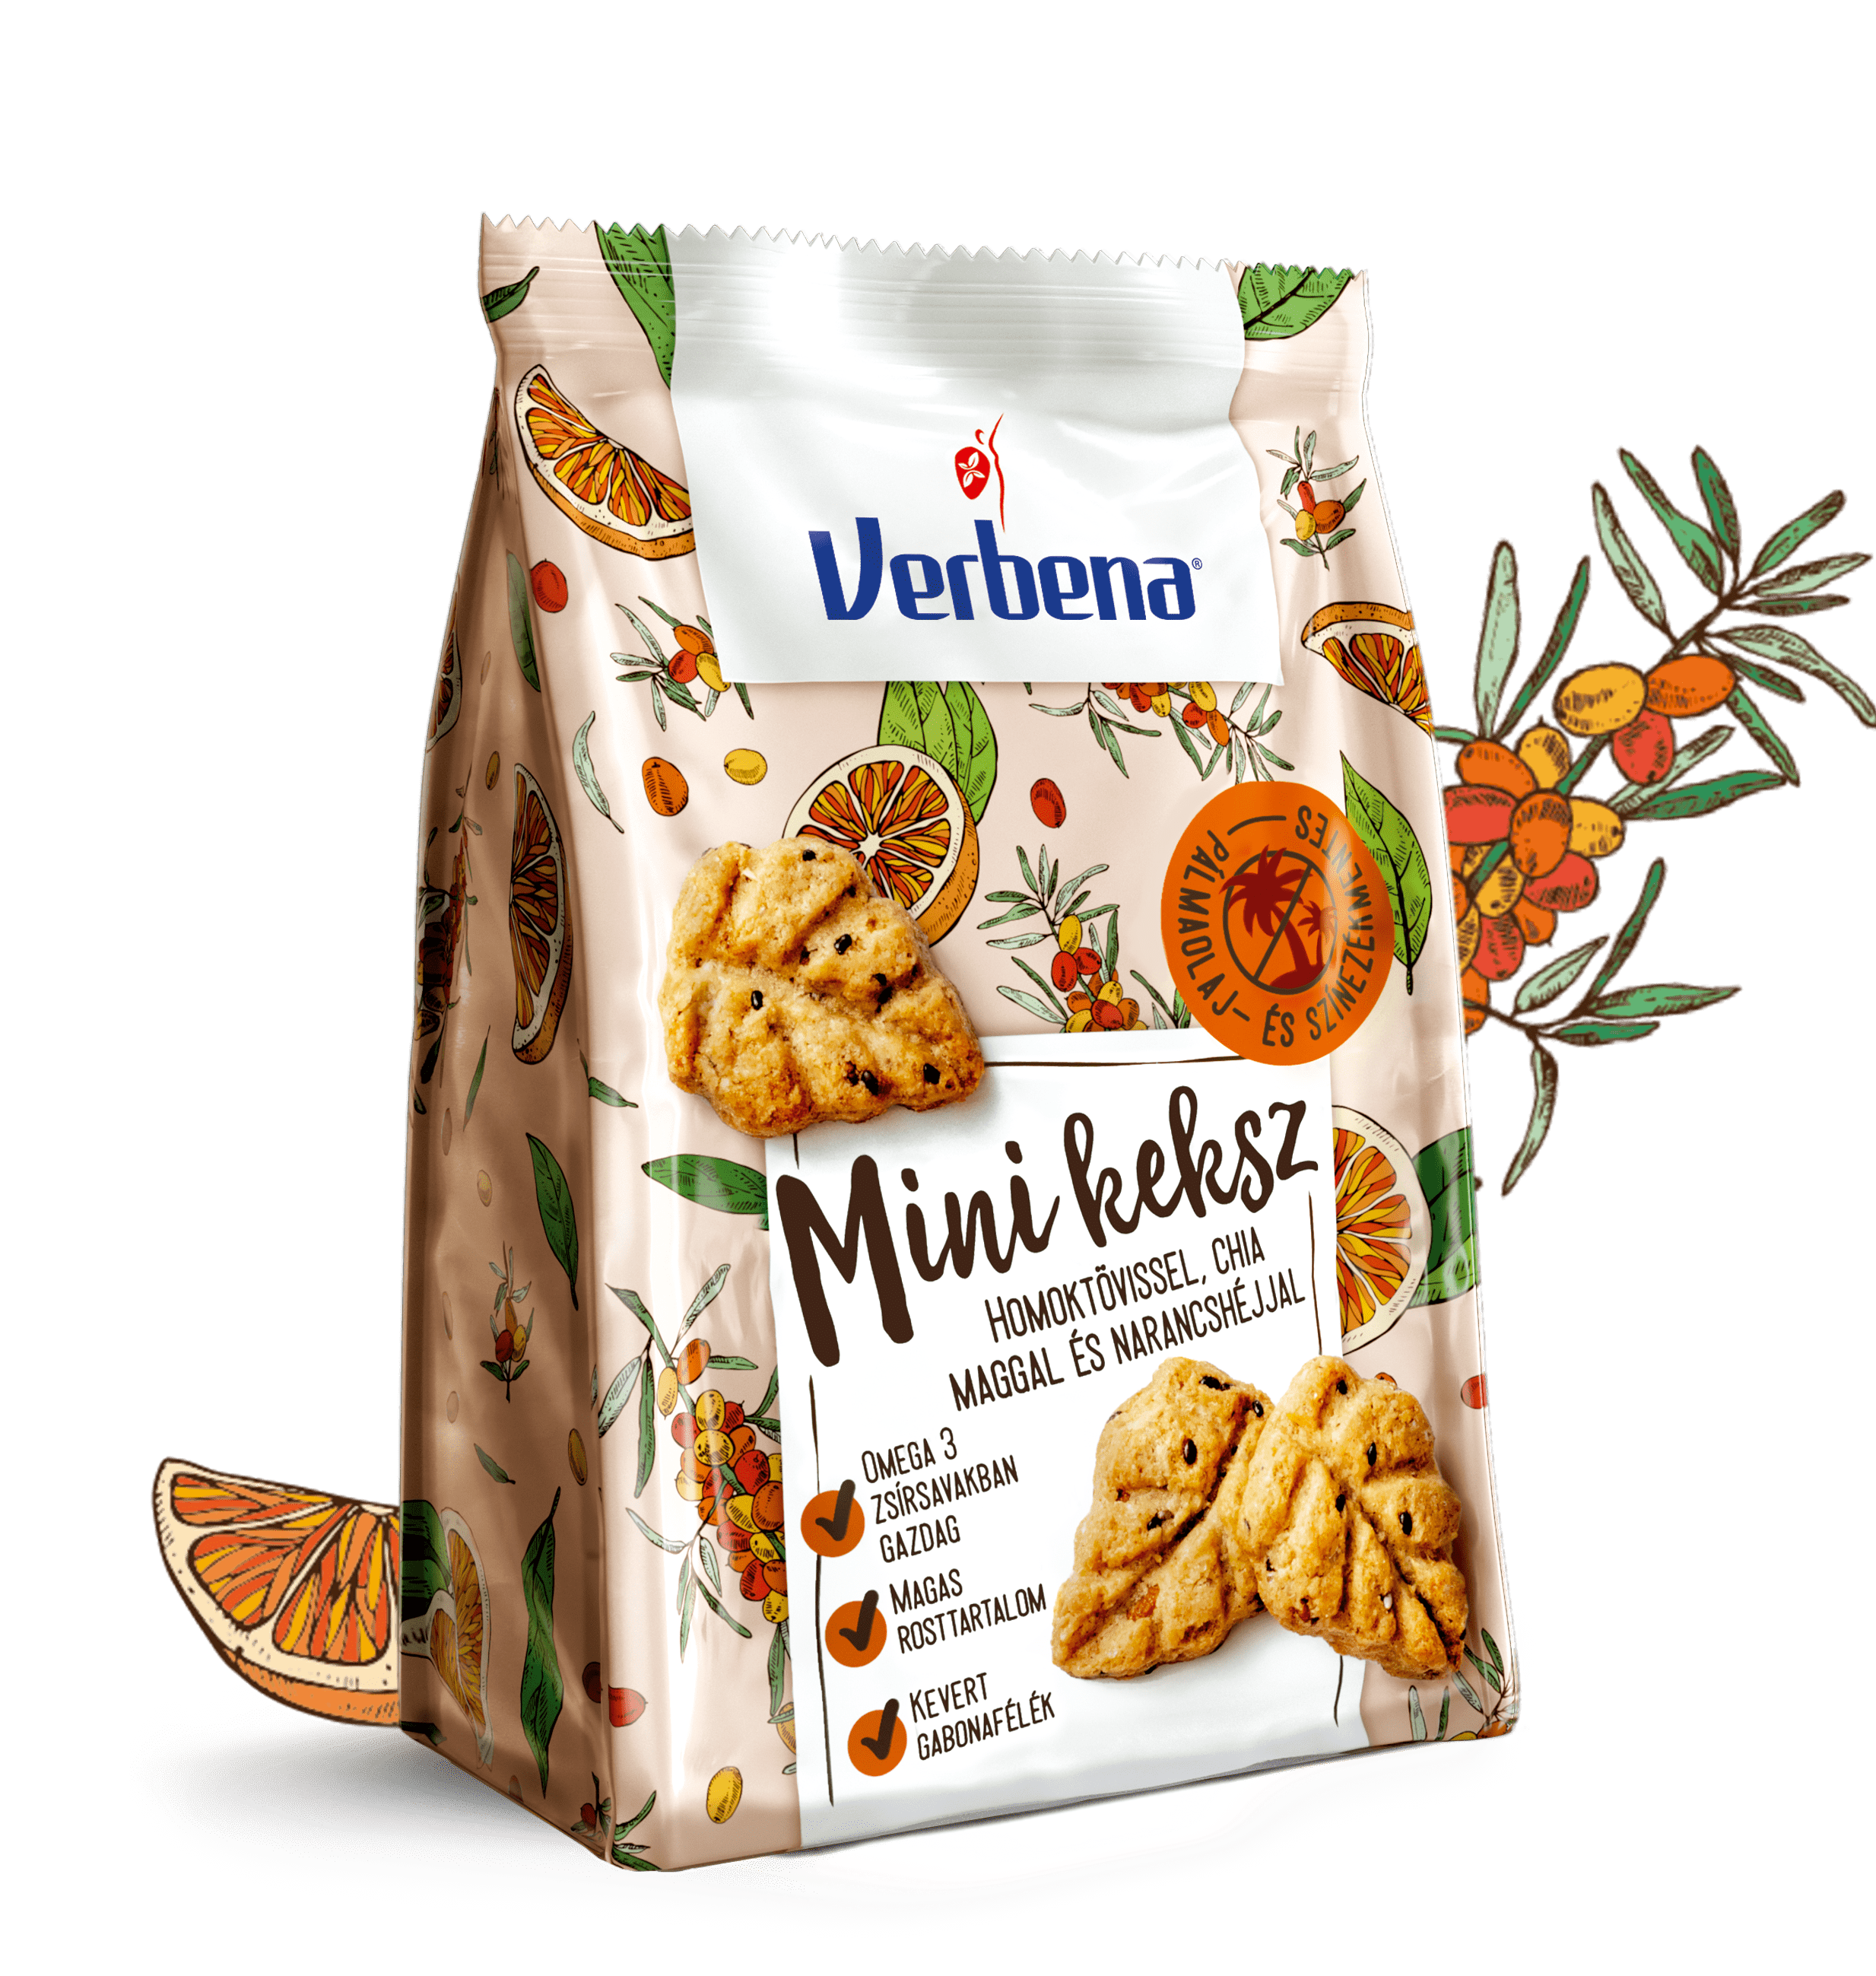 Verbena®
PÁLMAOLAJ- ÉS SZÍNEZÉKMENTES
Mini keksz
HOMOKTÖVISSEL, CHIA
MAGGAL ÉS NARANCSHÉJJAL
OMEGA 3
ZSÍRSAVAKBAN
GAZDAG
MAGAS
ROSTTARTALOM
KEVERT
GABONAFÉLÉK